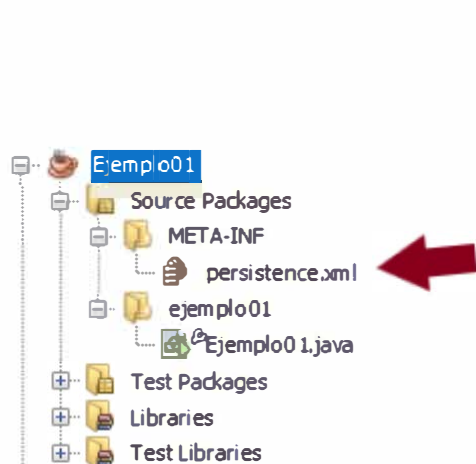 Ejemplo01
Source Packages
META-INF
persistence.xml
ejemplo01
Ejemplo01.java
Test Packages
Libraries
Test Libraries